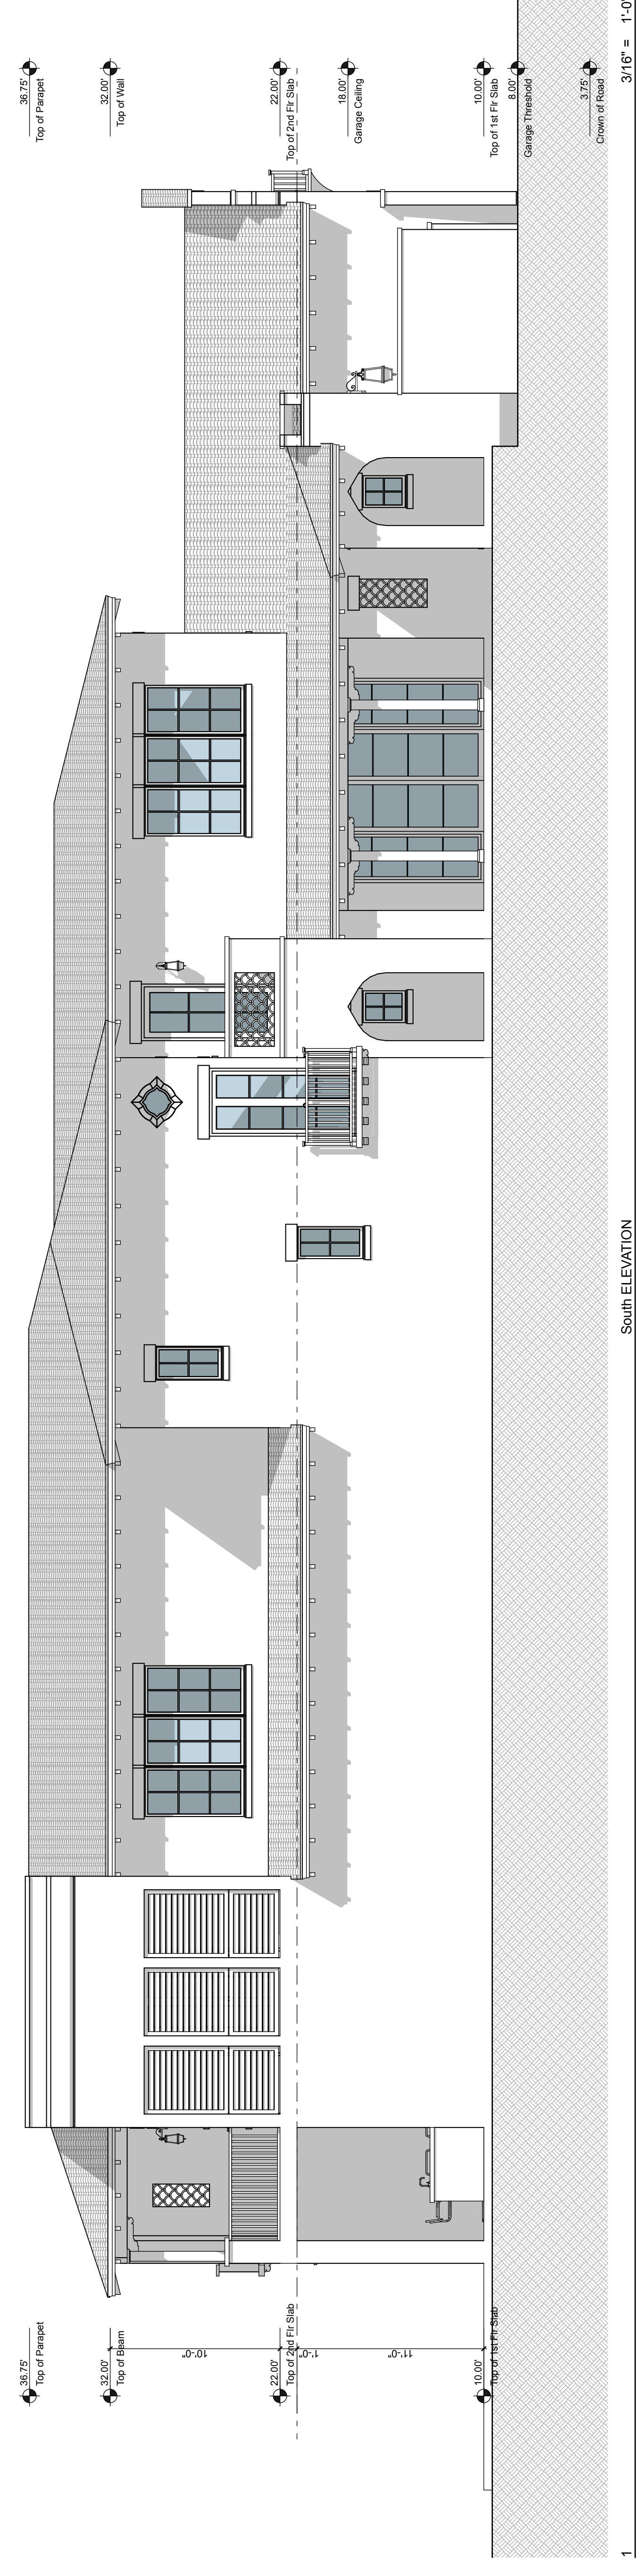 36.75'
Top of Parapet
32.00'
Top of Beam
22.00'
Top of 2nd Flr Slab
10.00'
Top of 1st Flr Slab
10'-0"
1'-0"
11'-0"
36.75'
Top of Parapet
32.00'
Top of Wall
22.00'
Top of 2nd Flr Slab
18.00'
Garage Ceiling
10.00'
Top of 1st Flr Slab
8.00'
Garage Threshold
3.75'
Crown of Road
1
South ELEVATION
3/16" = 1'-0